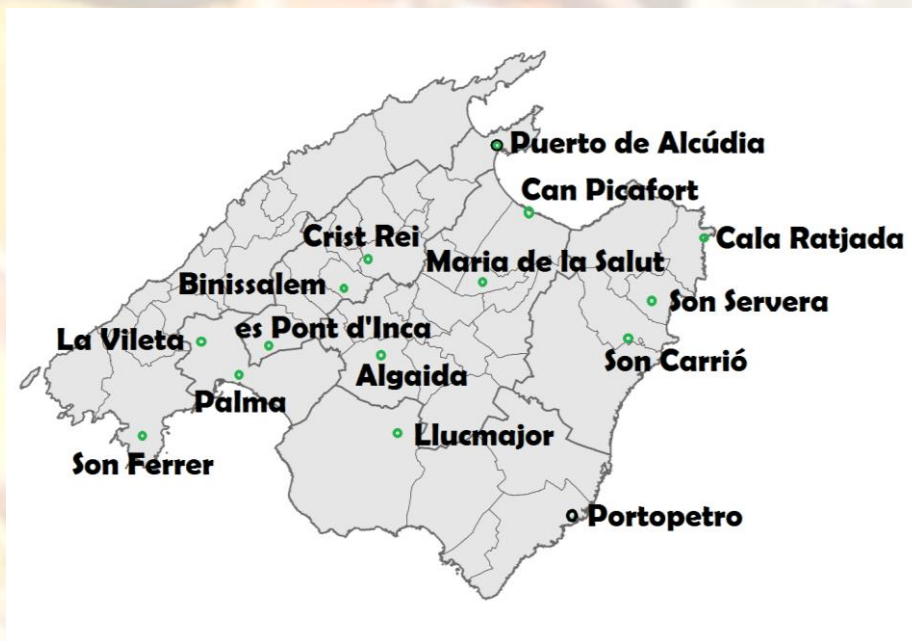 Puerto de Alcúdia
Can Picafort
Crist Rei
Cala Ratjada
Maria de la Salut
Binissalem
Son Servera
es Pont d'Inca
La Vileta
Son Carrió
Algaida
Palma
Llucmajor
Son Ferrer
Portopetro